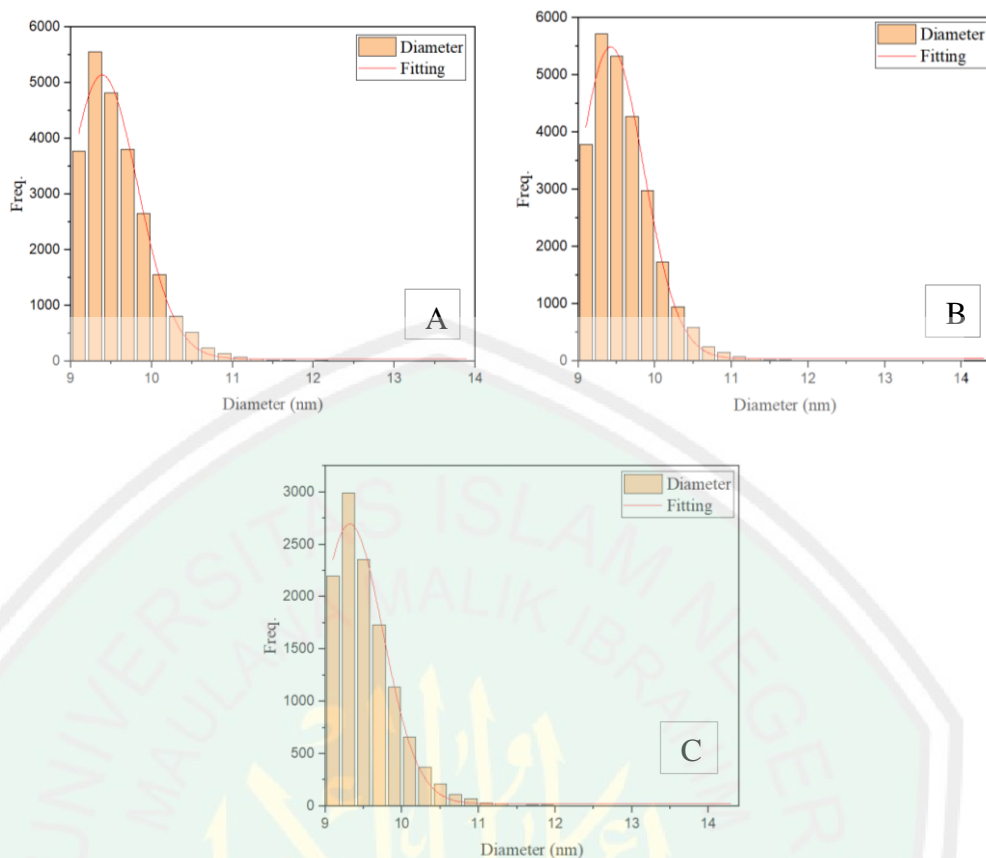 6000
5000
4000
3000
2000
1000
0
Freq.
Diameter
Fitting
A
9 10 11 12 13 14
Diameter (nm)
6000
5000
4000
3000
2000
1000
0
Freq.
Diameter
Fitting
B
9 10 11 12 13 14
Diameter (nm)
3000
2500
2000
1500
1000
500
0
Freq.
Diameter
Fitting
C
9 10 11 12 13 14
Diameter (nm)
UNIVERSITAS ISLAM NEGER
MAULANA MALIK IBRAHIM